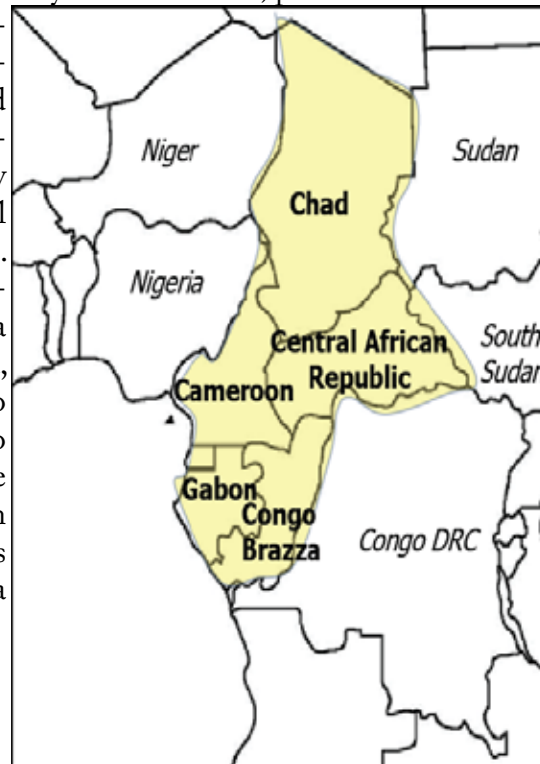 Niger
Sudan
Chad
Nigeria
Central African
Republic
South
Sudan
Cameroon
Gabon
Congo
Brazza
Congo DRC